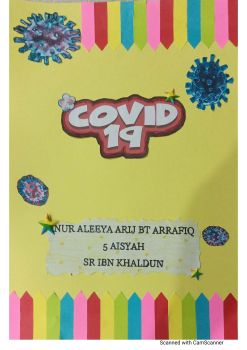 COVID
19
NUR ALEEYA ARIJ BT ARRAFIQ
5 AISYAH
SR IBN KHALDUN
Scanned with CamScanner